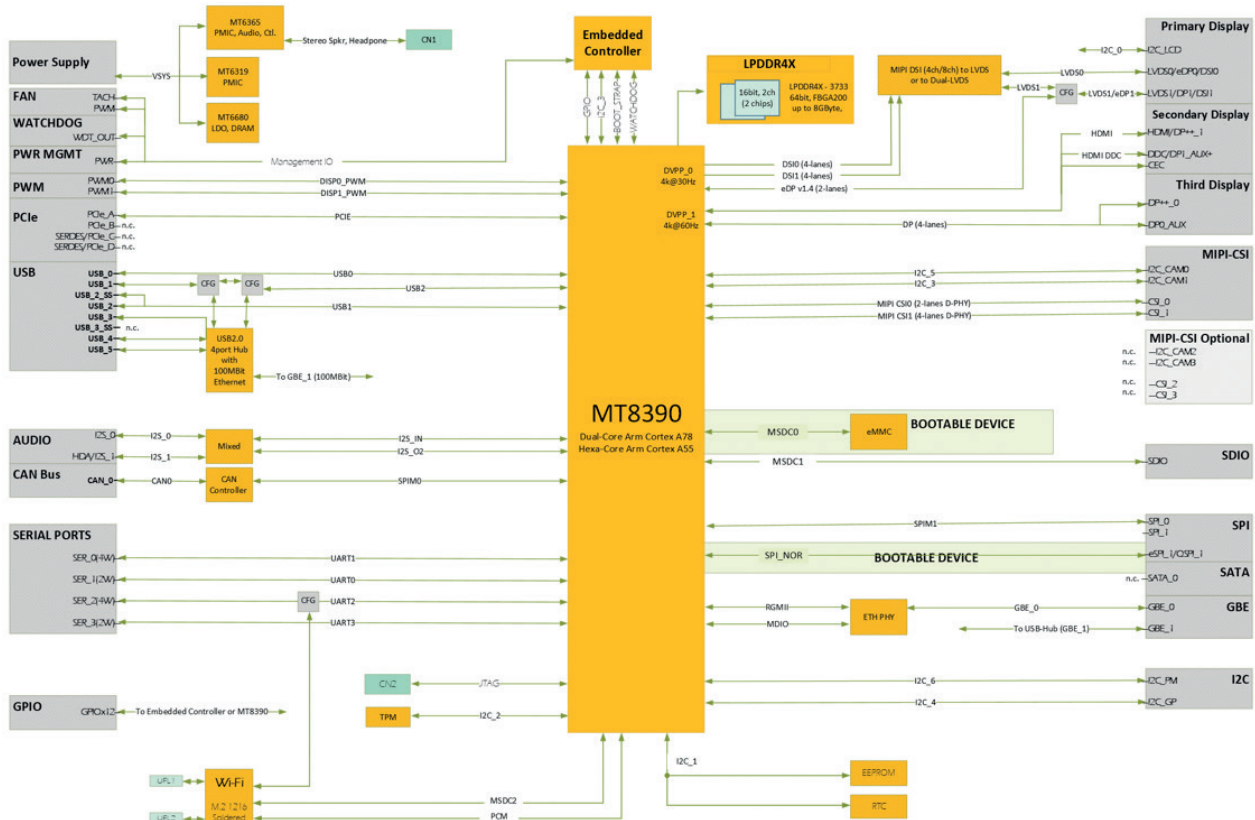 MT6365
PMIC, Audio, Ctl.
Stereo Spkr, Headpone
CN1
Power Supply
VSYS
MT6319
PMIC
MT6680
LDO, DRAM
FAN
TACH
PWM
WATCHDOG
WDT_OUT
PWR MGMT
PWR
Management IO
PWM
PWM0
DISP0_PWM
PWM1
DISP1_PWM
PCIe
PCIe_A
PCIE
PCIe_B
n.c.
SERDES/PCIe_C
n.c.
SERDES/PCIe_D
n.c.
USB
USB_0
USB0
USB_1
CFG
CFG
USB2
USB_2_SS
USB_2
USB1
USB_3
USB_3_SS
n.c.
USB_4
USB_5
USB2.0
4port Hub
with
100MBit
Ethernet
To GBE_1 (100MBit)
AUDIO
I2S_0
I2S_0
Mixed
I2S_IN
HDA/I2S_1
I2S_1
I2S_O2
CAN Bus
CAN_0
CAN0
CAN
Controller
SPIM0
SERIAL PORTS
SER_0(4W)
UART1
SER_1(2W)
UART0
SER_2(4W)
CFG
UART2
SER_3(2W)
UART3
CN2
JTAG
TPM
I2C_2
GPIO
GPIOx12
To Embedded Controller or MT8390
UFL1
Wi-Fi
M.2 1216
Soldered
UFL2
MSDC2
PCM
Embedded
Controller
GPIO
I2C_3
BOOT_STRAP
WATCHDOG
LPDDR4X
16bit, 2ch
(2 chips)
LPDDR4X - 3733
64bit, FBGA200
up to 8GByte,
MT8390
Dual-Core Arm Cortex A78
Hexa-Core Arm Cortex A55
DVPP_0
4k@30Hz
DVPP_1
4k@60Hz
DSI0 (4-lanes)
DSI1 (4-lanes)
eDP v1.4 (2-lanes)
DP (4-lanes)
MIPI DSI (4ch/8ch) to LVDS
or to Dual-LVDS
LVDS0
LVDS1
CFG
LVDS1/eDP1
HDMI
HDMI DDC
Primary Display
I2C_0
I2C_LCD
LVDS0/eDP0/DSI0
LVDS1/DP1/DSI1
Secondary Display
HDMI/DP++_1
DDC/DP1_AUX+
CEC
Third Display
DP++_0
DP0_AUX
MIPI-CSI
I2C_5
I2C_CAM0
I2C_3
I2C_CAM1
MIPI CSI0 (2-lanes D-PHY)
CSI_0
MIPI CSI1 (4-lanes D-PHY)
CSI_1
MIPI-CSI Optional
n.c.
I2C_CAM2
n.c.
I2C_CAM3
n.c.
CSI_2
n.c.
CSI_3
MSDC0
eMMC
BOOTABLE DEVICE
MSDC1
SDIO
SDIO
SPIM1
SPI_0
SPI
SPI_1
SPI_NOR
BOOTABLE DEVICE
eSPI_1/QSPI_1
SATA
n.c.
SATA_0
RGMII
MDIO
ETH PHY
GBE_0
GBE_0
GBE
To USB-Hub (GBE_1)
GBE_1
I2C_6
I2C_PM
I2C
I2C_4
I2C_GP
I2C_1
EEPROM
RTC